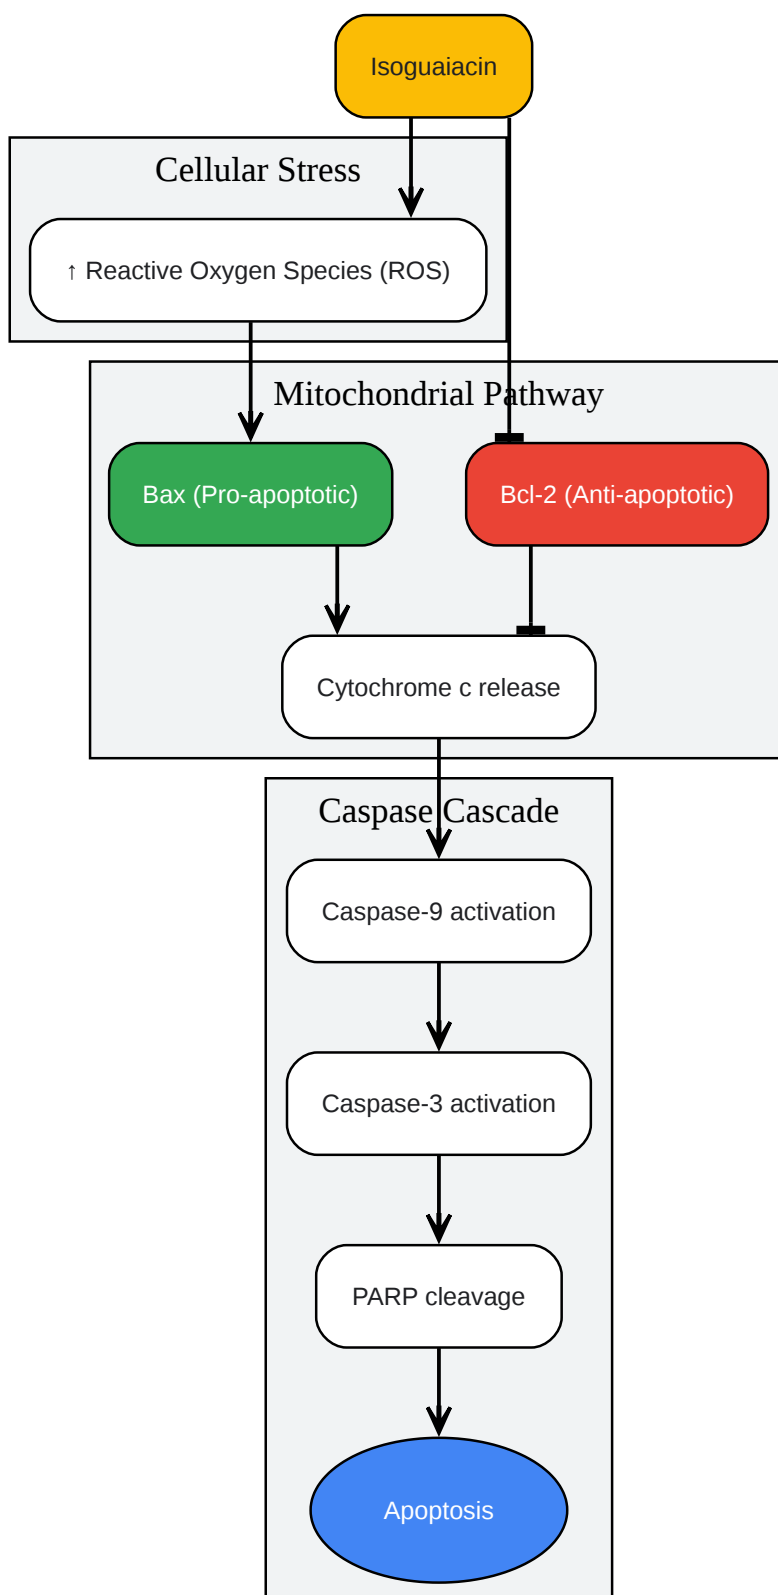 Isoguaiacin
Cellular Stress
↑ Reactive Oxygen Species (ROS)
Mitochondrial Pathway
Bax (Pro-apoptotic)
Bcl-2 (Anti-apoptotic)
Cytochrome c release
Caspase Cascade
Caspase-9 activation
Caspase-3 activation
PARP cleavage
Apoptosis